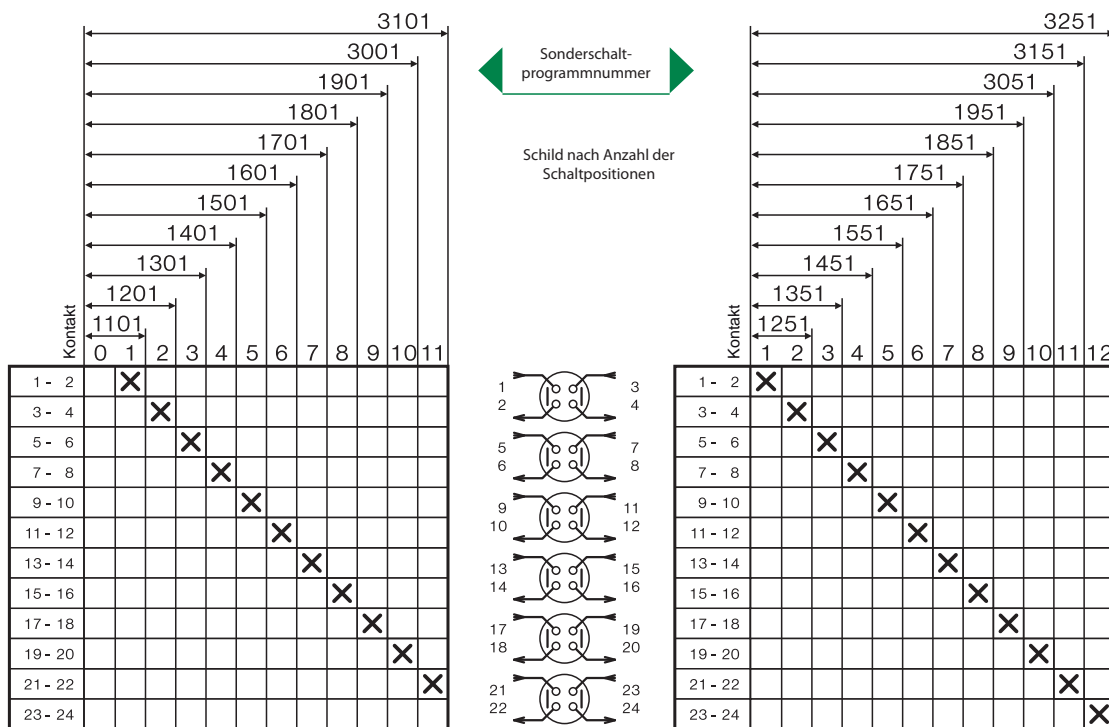 3101
3001
1901
1801
1701
1601
1501
1401
1301
1201
1101
Kontakt
0 1 2 3 4 5 6 7 8 9 10 11
1 - 2
3 - 4
5 - 6
7 - 8
9 - 10
11 - 12
13 - 14
15 - 16
17 - 18
19 - 20
21 - 22
23 - 24
Sonderschalt-
programmnummer
Schild nach Anzahl der
Schaltpositionen
1 3
2 4
5 7
6 8
9 11
10 12
13 15
14 16
17 19
18 20
21 23
22 24
3251
3151
3051
1951
1851
1751
1651
1551
1451
1351
1251
Kontakt
1 2 3 4 5 6 7 8 9 10 11 12
1 - 2
3 - 4
5 - 6
7 - 8
9 - 10
11 - 12
13 - 14
15 - 16
17 - 18
19 - 20
21 - 22
23 - 24